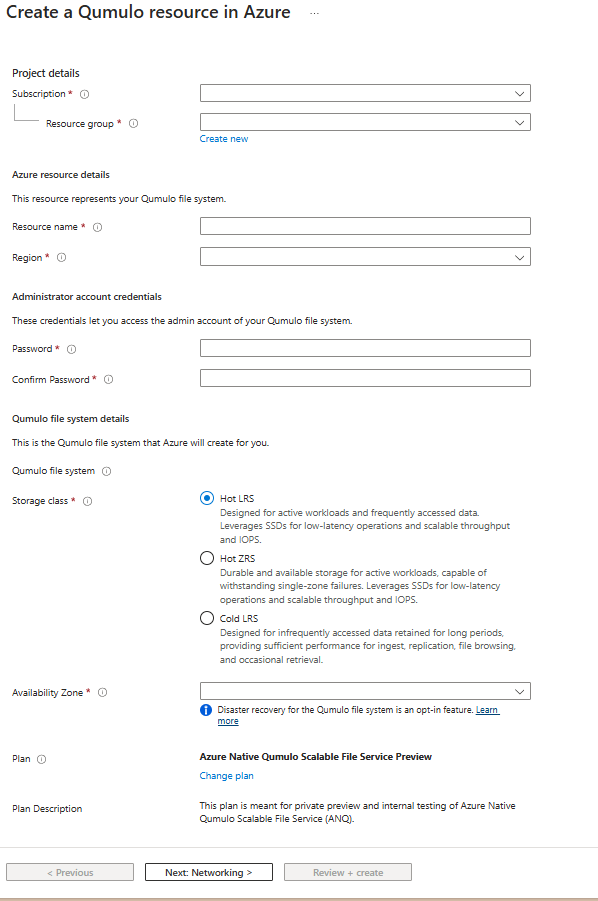 Create a Qumulo resource in Azure ...
Project details
Subscription *
Resource group *
Create new
Azure resource details
This resource represents your Qumulo file system.
Resource name *
Region *
Administrator account credentials
These credentials let you access the admin account of your Qumulo file system.
Password *
Confirm Password *
Qumulo file system details
This is the Qumulo file system that Azure will create for you.
Qumulo file system
Storage class *
Hot LRS
Designed for active workloads and frequently accessed data.
Leverages SSDs for low-latency operations and scalable throughput
and IOPS.
Hot ZRS
Durable and available storage for active workloads, capable of
withstanding single-zone failures. Leverages SSDs for low-latency
operations and scalable throughput and IOPS.
Cold LRS
Designed for infrequently accessed data retained for long periods,
providing sufficient performance for ingest, replication, file browsing,
and occasional retrieval.
Availability Zone *
Disaster recovery for the Qumulo file system is an opt-in feature. Learn
more
Plan
Azure Native Qumulo Scalable File Service Preview
Change plan
Plan Description
This plan is meant for private preview and internal testing of Azure Native
Qumulo Scalable File Service (ANQ).
< Previous
Next: Networking >
Review + create